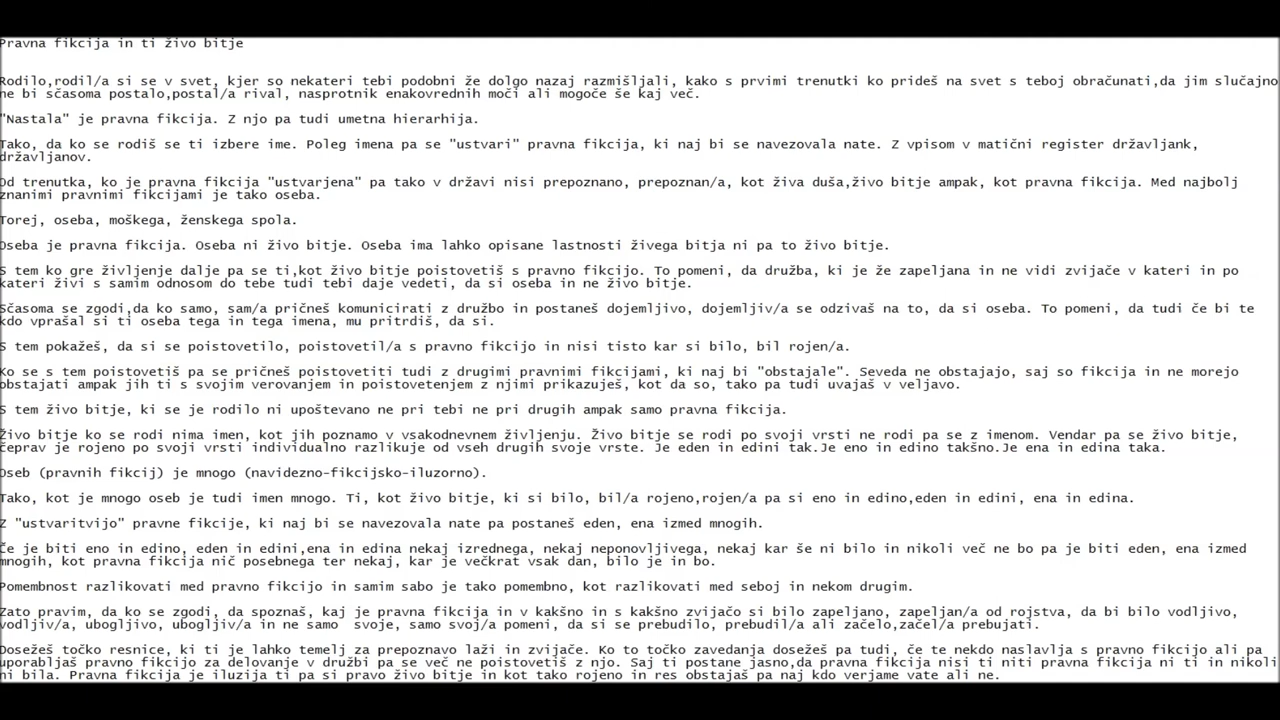 Pravna fikcija in ti živo bitje
Rodilo,rodil/a si se v svet, kjer so nekateri tebi podobni že dolgo nazaj razmišljali, kako s prvimi trenutki ko prideš na svet s teboj obračunati,da jim slučajno
ne bi sčasoma postalo,postal/a rival, nasprotnik enakovrednih moči ali mogoče še kaj več.
"Nastala" je pravna fikcija. Z njo pa tudi umetna hierarhija.
Tako, da ko se rodiš se ti izbere ime. Poleg imena pa se "ustvari" pravna fikcija, ki naj bi se navezovala nate. Z vpisom v matični register državljank,
državljanov.
Od trenutka, ko je pravna fikcija "ustvarjena" pa tako v državi nisi prepoznano, prepoznan/a, kot živa duša,živo bitje ampak, kot pravna fikcija. Med najbolj
znanimi pravnimi fikcijami je tako oseba.
Torej, oseba, moškega, ženskega spola.
Oseba je pravna fikcija. Oseba ni živo bitje. Oseba ima lahko opisane lastnosti živega bitja ni pa to živo bitje.
S tem ko gre življenje dalje pa se ti,kot živo bitje poistovetiš s pravno fikcijo. To pomeni, da družba, ki je že zapeljana in ne vidi zvijače v kateri in po
kateri živi s samim odnosom do tebe tudi tebi daje vedeti, da si oseba in ne živo bitje.
Sčasoma se zgodi,da ko samo, sam/a pričneš komunicirati z družbo in postaneš dojemljivo, dojemljiv/a se odzivaš na to, da si oseba. To pomeni, da tudi če bi te
kdo vprašal si ti oseba tega in tega imena, mu pritrdiš, da si.
S tem pokažeš, da si se poistovetilo, poistovetil/a s pravno fikcijo in nisi tisto kar si bilo, bil rojen/a.
Ko se s tem poistovetiš pa se pričneš poistovetiti tudi z drugimi pravnimi fikcijami, ki naj bi "obstajale". Seveda ne obstajajo, saj so fikcija in ne morejo
obstajati ampak jih ti s svojim verovanjem in poistovetenjem z njimi prikazuješ, kot da so, tako pa tudi uvajaš v veljavo.
S tem živo bitje, ki se je rodilo ni upoštevano ne pri tebi ne pri drugih ampak samo pravna fikcija.
Živo bitje ko se rodi nima imen, kot jih poznamo v vsakodnevnem življenju. Živo bitje se rodi po svoji vrsti ne rodi pa se z imenom. Vendar pa se živo bitje,
čeprav je rojeno po svoji vrsti individualno razlikuje od vseh drugih svoje vrste. Je eden in edini tak.Je eno in edino takšno.Je ena in edina taka.
Oseb (pravnih fikcij) je mnogo (navidezno-fikcijsko-iluzorno).
Tako, kot je mnogo oseb je tudi imen mnogo. Ti, kot živo bitje, ki si bilo, bil/a rojeno,rojen/a pa si eno in edino,eden in edini, ena in edina.
Z "ustvaritvijo" pravne fikcije, ki naj bi se navezovala nate pa postaneš eden, ena izmed mnogih.
Če je biti eno in edino, eden in edini,ena in edina nekaj izrednega, nekaj neponovljivega, nekaj kar še ni bilo in nikoli več ne bo pa je biti eden, ena izmed
mnogih, kot pravna fikcija nič posebnega ter nekaj, kar je večkrat vsak dan, bilo je in bo.
Pomembnost razlikovati med pravno fikcijo in samim sabo je tako pomembno, kot razlikovati med seboj in nekom drugim.
Zato pravim, da ko se zgodi, da spoznaš, kaj je pravna fikcija in v kakšno in s kakšno zvijačo si bilo zapeljano, zapeljan/a od rojstva, da bi bilo vodljivo,
vodljiv/a, ubogljivo, ubogljiv/a in ne samo  svoje, samo svoj/a pomeni, da si se prebudilo, prebudil/a ali začelo,začel/a prebujati.
Dosežeš točko resnice, ki ti je lahko temelj za prepoznavo laži in zvijače. Ko to točko zavedanja dosežeš pa tudi, če te nekdo naslavlja s pravno fikcijo ali pa
uporabljaš pravno fikcijo za delovanje v družbi pa se več ne poistovetiš z njo. Saj ti postane jasno,da pravna fikcija nisi ti niti pravna fikcija ni ti in nikoli
ni bila. Pravna fikcija je iluzija ti pa si pravo živo bitje in kot tako rojeno in res obstajaš pa naj kdo verjame vate ali ne.